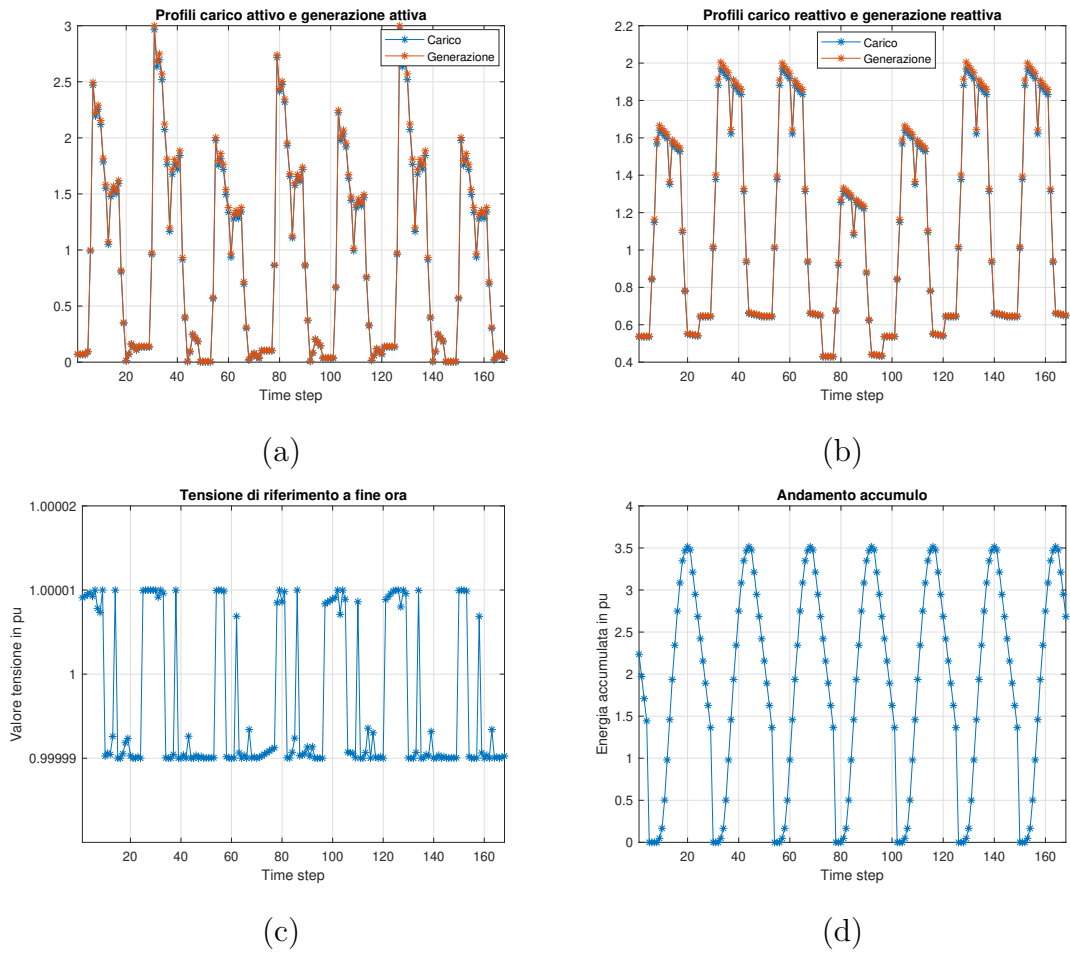 Profili carico attivo e generazione attiva
3
2.5
2
1.5
1
0.5
0
20 40 60 80 100 120 140 160
Time step
Carico
Generazione
(a)
Profili carico reattivo e generazione reattiva
2.2
2
1.8
1.6
1.4
1.2
1
0.8
0.6
0.4
20 40 60 80 100 120 140 160
Time step
Carico
Generazione
(b)
Tensione di riferimento a fine ora
Valore tensione in pu
1.00002
1.00001
1
0.99999
20 40 60 80 100 120 140 160
Time step
(c)
Andamento accumulo
Energia accumulata in pu
4
3.5
3
2.5
2
1.5
1
0.5
0
20 40 60 80 100 120 140 160
Time step
(d)